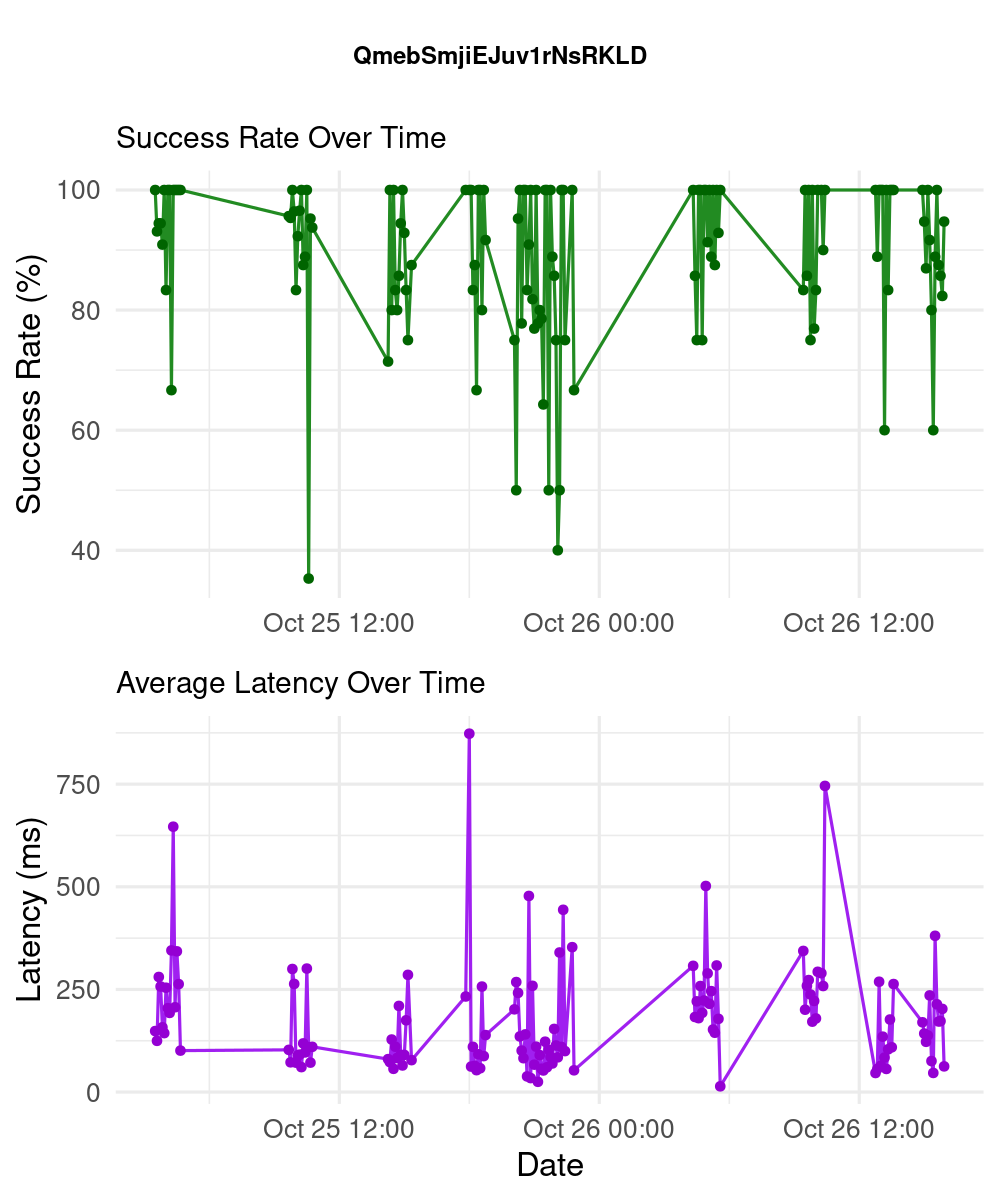 QmebSmjiEJuv1rNsRKLD
Success Rate Over Time
Success Rate (%)
100
80
60
40
Oct 25 12:00 Oct 26 00:00 Oct 26 12:00
Average Latency Over Time
Latency (ms)
750
500
250
0
Oct 25 12:00 Oct 26 00:00 Oct 26 12:00
Date